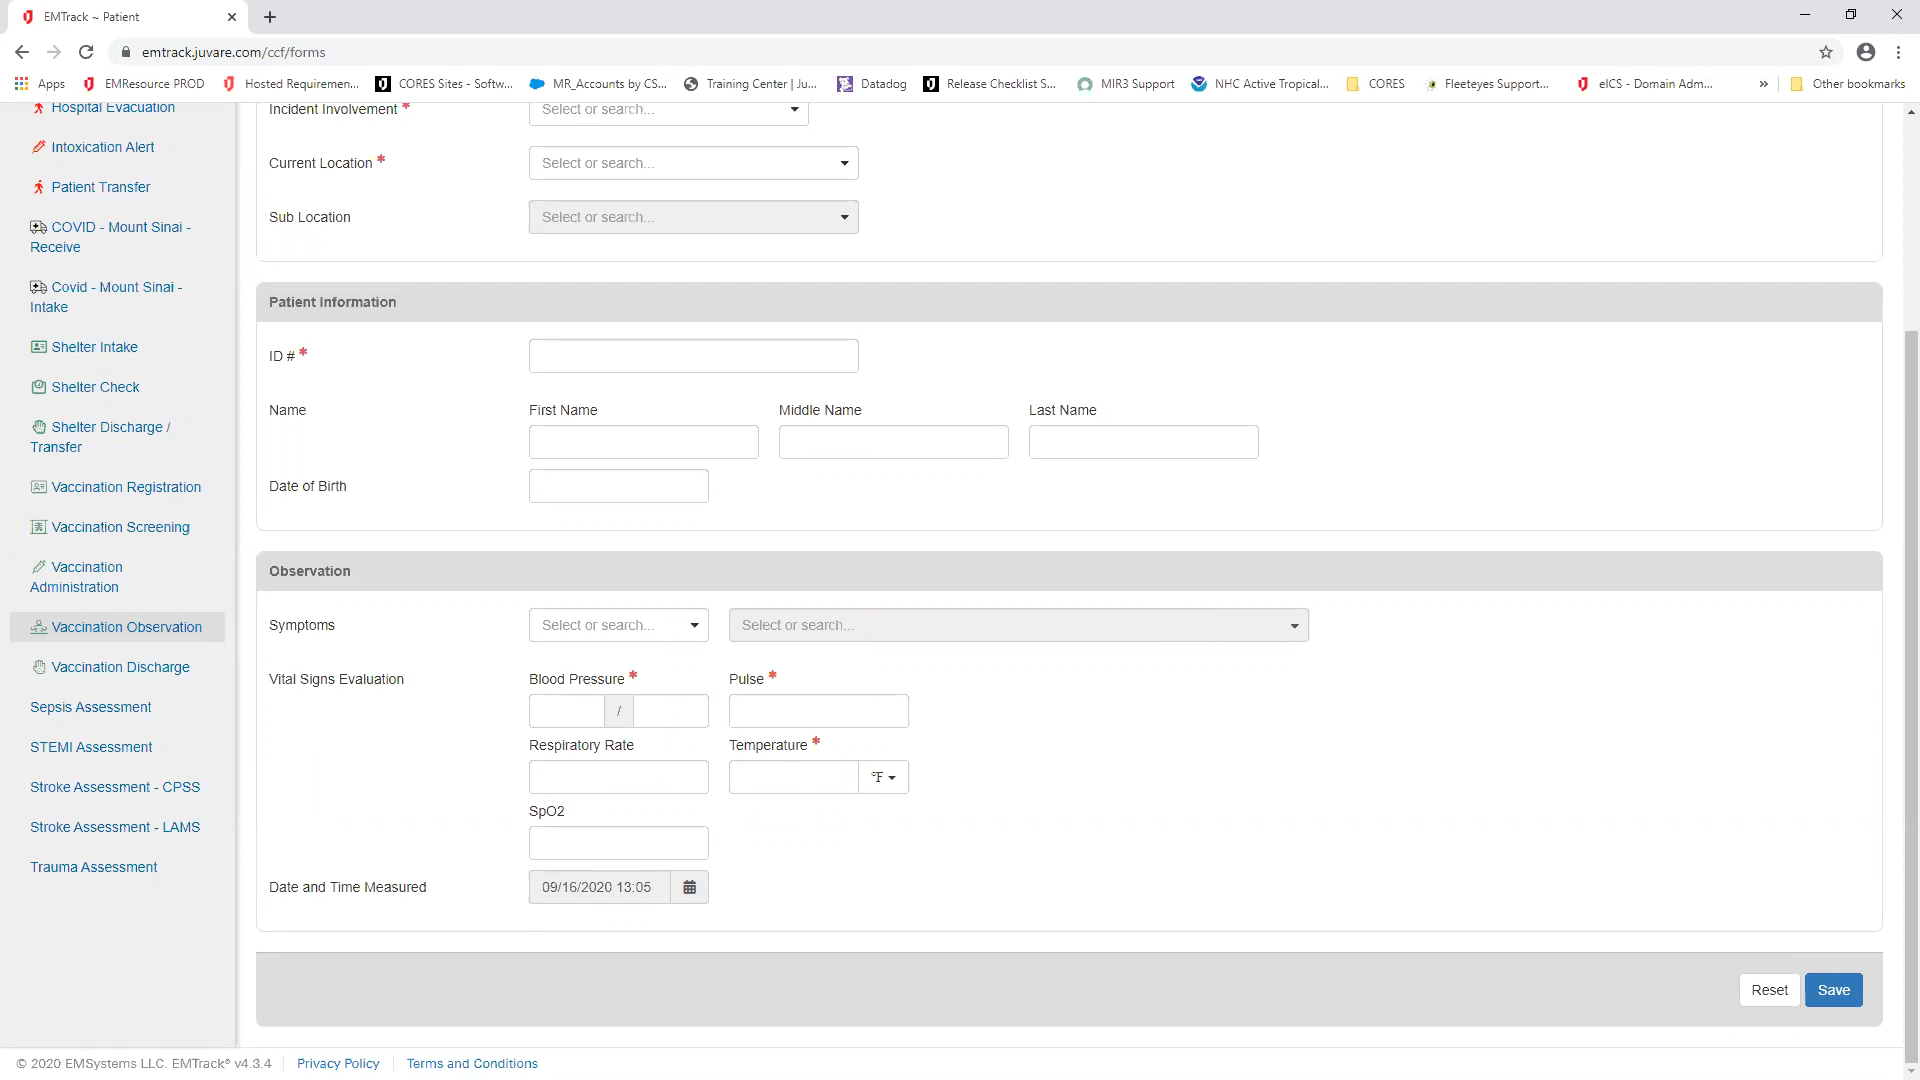 EMTrack ~ Patient
emtrack.juvare.com/ccf/forms
Apps
EMResource PROD
Hosted Requiremen...
CORES Sites - Softw...
MR_Accounts by CS...
Training Center | Ju...
Datadog
Release Checklist S...
MIR3 Support
NHC Active Tropical...
CORES
Fleeteyes Support...
eICS - Domain Adm...
»
Other bookmarks
Hospital Evacuation
Intoxication Alert
Patient Transfer
COVID - Mount Sinai -
Receive
Covid - Mount Sinai -
Intake
Shelter Intake
Shelter Check
Shelter Discharge /
Transfer
Vaccination Registration
Vaccination Screening
Vaccination
Administration
Vaccination Observation
Vaccination Discharge
Sepsis Assessment
STEMI Assessment
Stroke Assessment - CPSS
Stroke Assessment - LAMS
Trauma Assessment
Incident Involvement *
Select or search...
Current Location *
Select or search...
Sub Location
Select or search...
Patient Information
ID # *
Name
First Name
Middle Name
Last Name
Date of Birth
Observation
Symptoms
Select or search...
Select or search...
Vital Signs Evaluation
Blood Pressure *
Pulse *
/
Respiratory Rate
Temperature *
°F
SpO2
Date and Time Measured
09/16/2020 13:05
Reset
Save
© 2020 EMSystems LLC. EMTrack® v4.3.4
Privacy Policy
Terms and Conditions